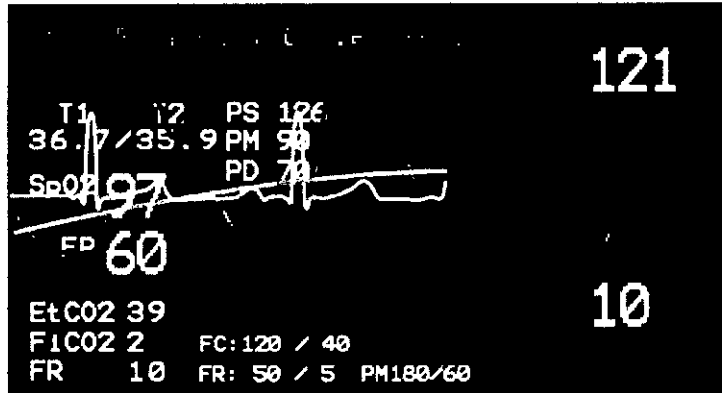 121
T1 T2 PS 126
36.7/35.9 PM 90
PD 70
SpO2 97
FP 60
10
EtCO2 39
FiCO2 2 FC:120 / 40
FR 10 FR: 50 / 5 PM180/60